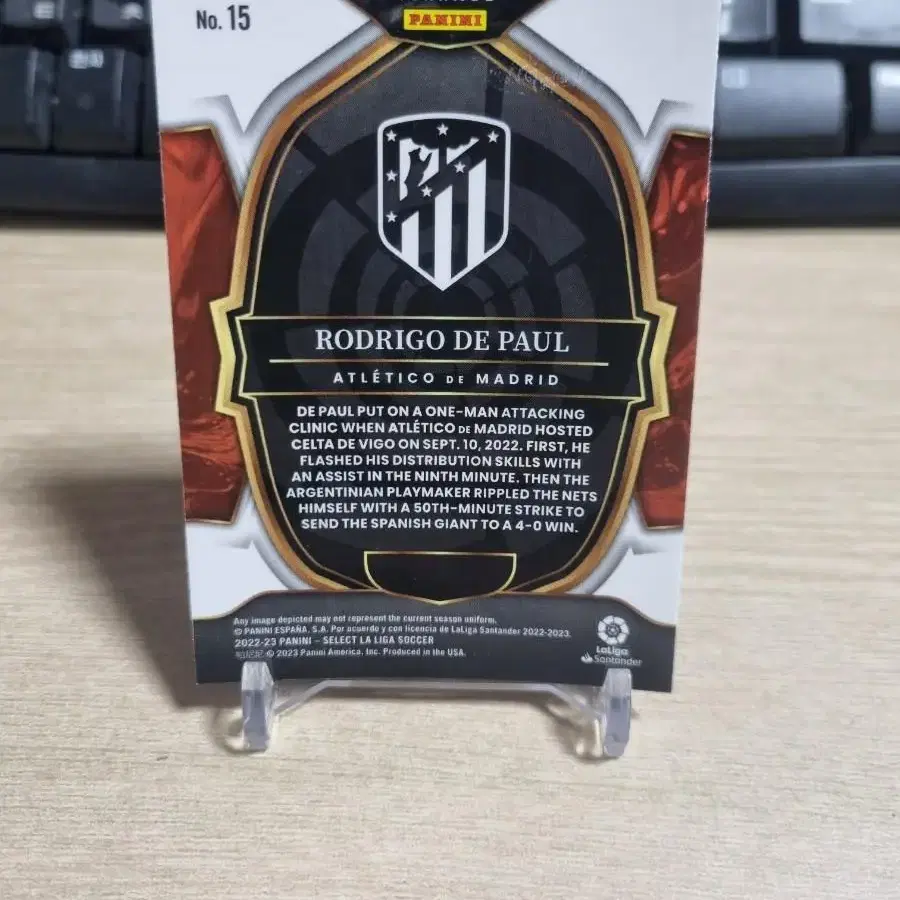 No. 15
PANINI
RODRIGO DE PAUL
ATLÉTICO DE MADRID
DE PAUL PUT ON A ONE-MAN ATTACKING
CLINIC WHEN ATLÉTICO DE MADRID HOSTED
CELTA DE VIGO ON SEPT. 10, 2022. FIRST, HE
FLASHED HIS DISTRIBUTION SKILLS WITH
AN ASSIST IN THE NINTH MINUTE. THEN THE
ARGENTINIAN PLAYMAKER RIPPLED THE NETS
HIMSELF WITH A 50TH-MINUTE STRIKE TO
SEND THE SPANISH GIANT TO A 4-0 WIN.
Any image depicted may not represent the current season uniform.
© PANINI ESPAÑA, S.A. Por acuerdo y con licencia de LaLiga Santander 2022-2023.
2022-23 PANINI – SELECT LA LIGA SOCCER
© 2023 Panini America, Inc. Produced in the USA.
LaLiga
Santander